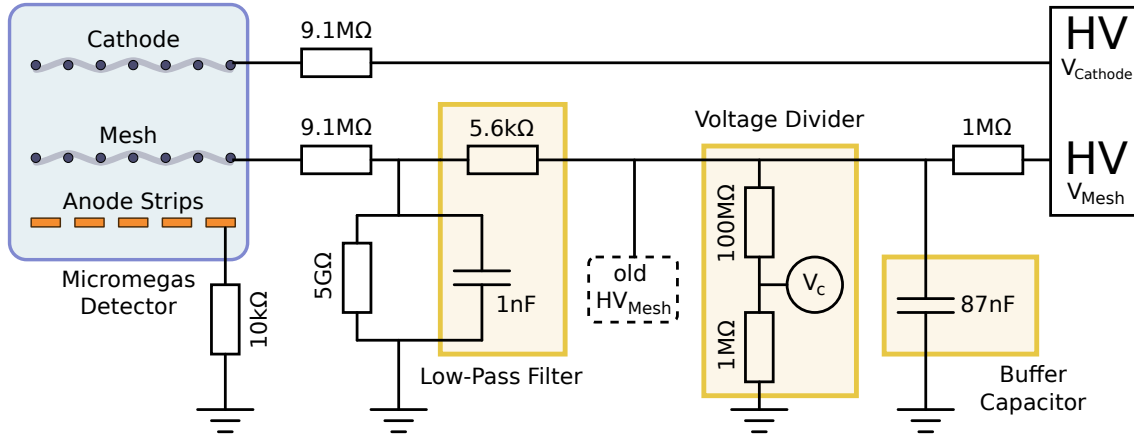 Cathode
9.1MΩ
HV
VCathode
Mesh
9.1MΩ
5.6kΩ
Voltage Divider
1MΩ
HV
VMesh
Anode Strips
100MΩ
5GΩ
1nF
old
HVMesh
Vc
87nF
Micromegas
Detector
10kΩ
1MΩ
Low-Pass Filter
Buffer
Capacitor